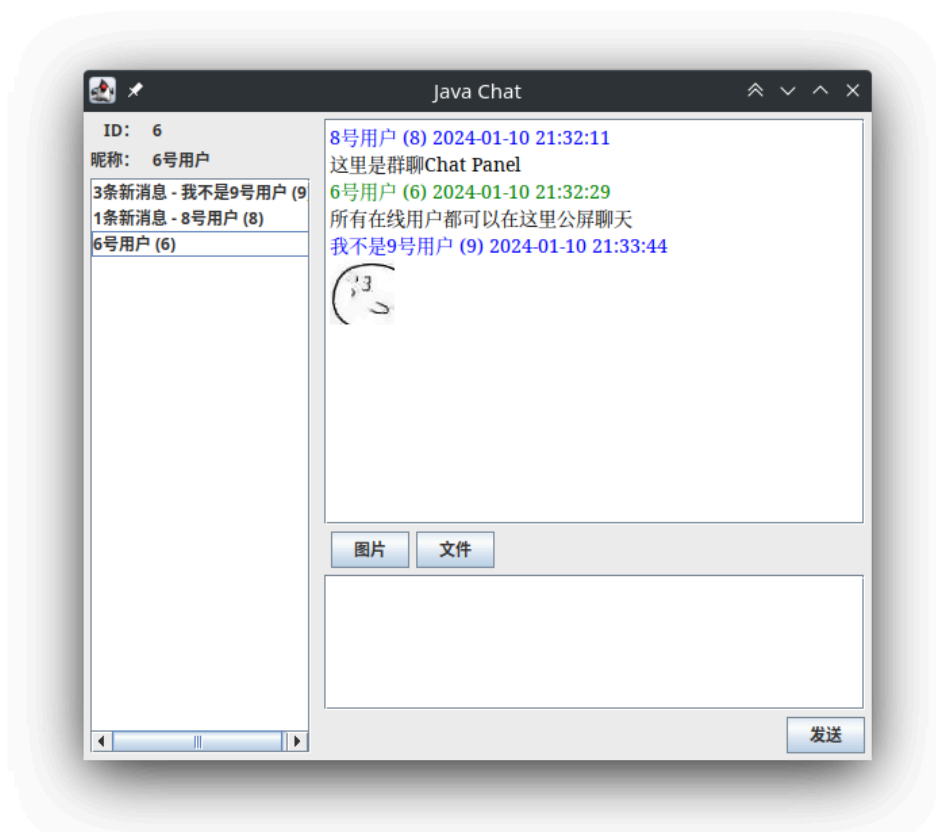 Java Chat
ID： 6
昵称： 6号用户
3条新消息 - 我不是9号用户 (9
1条新消息 - 8号用户 (8)
6号用户 (6)
8号用户 (8) 2024-01-10 21:32:11
这里是群聊Chat Panel
6号用户 (6) 2024-01-10 21:32:29
所有在线用户都可以在这里公屏聊天
我不是9号用户 (9) 2024-01-10 21:33:44
图片 文件
发送